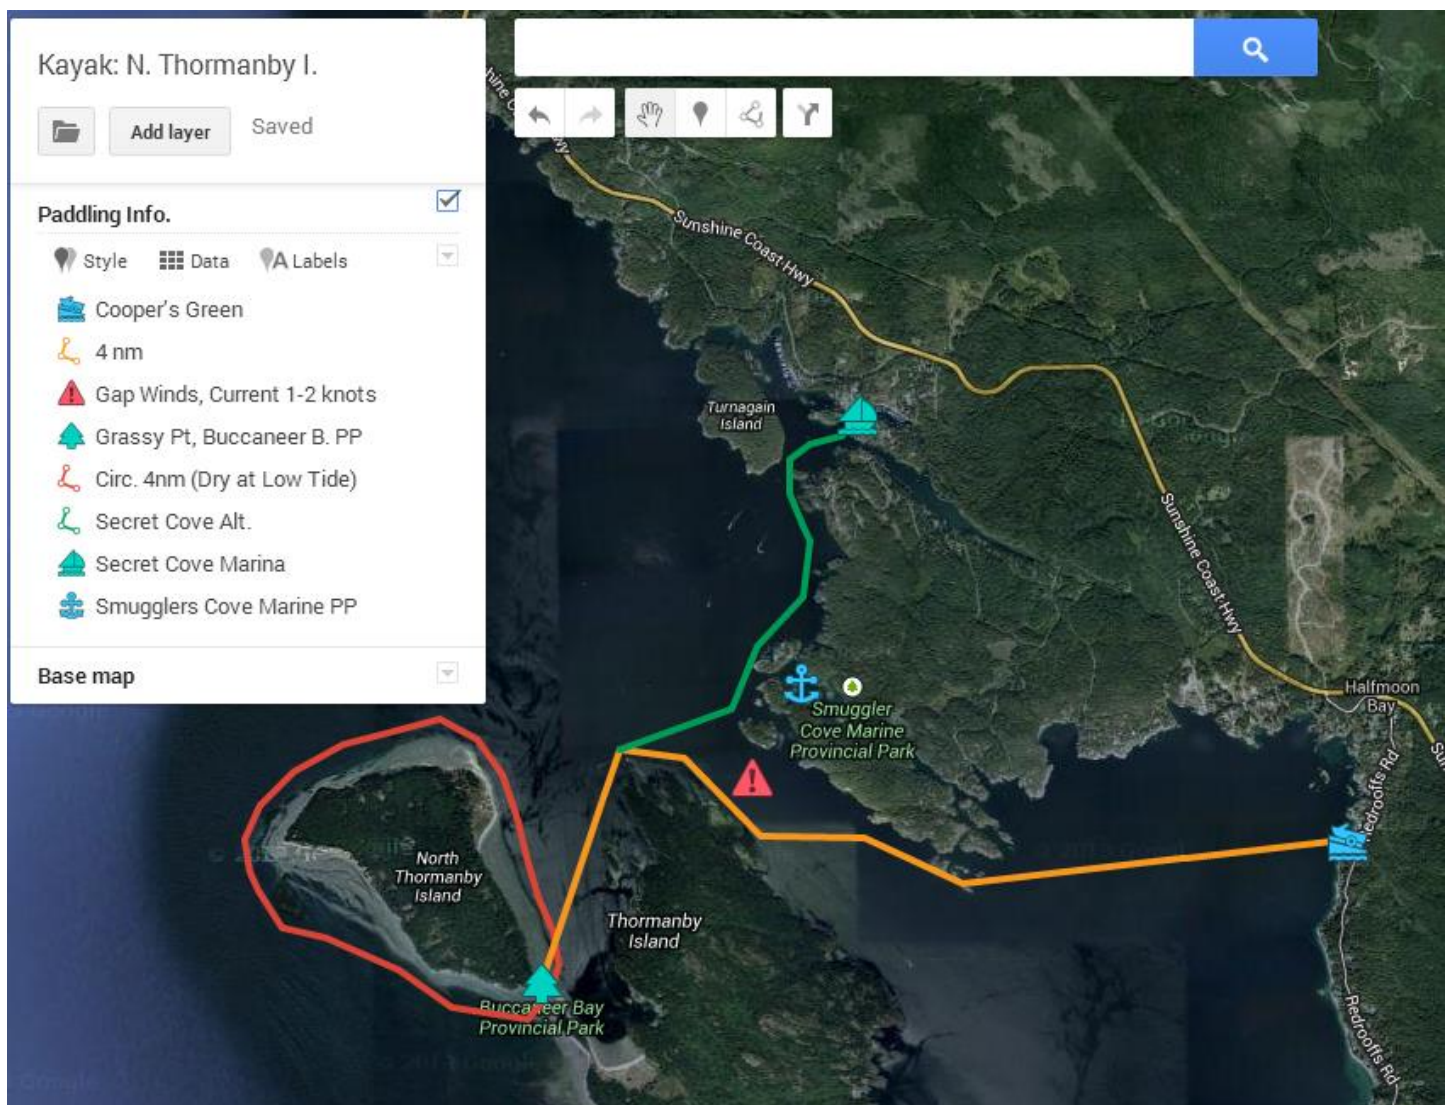 Kayak: N. Thormanby I.
Add layer
Saved
Paddling Info.
Style
Data
Labels
Cooper's Green
4 nm
Gap Winds, Current 1-2 knots
Grassy Pt, Buccaneer B. PP
Circ. 4nm (Dry at Low Tide)
Secret Cove Alt.
Secret Cove Marina
Smugglers Cove Marine PP
Base map
Sunshine Coast Hwy
Turnagain
Island
Sunshine Coast Hwy
Halfmoon
Bay
Smuggler
Cove Marine
Provincial Park
Redrooffs Rd
North
Thormanby
Island
Thormanby
Island
Buccaneer Bay
Provincial Park
Redrooffs Rd